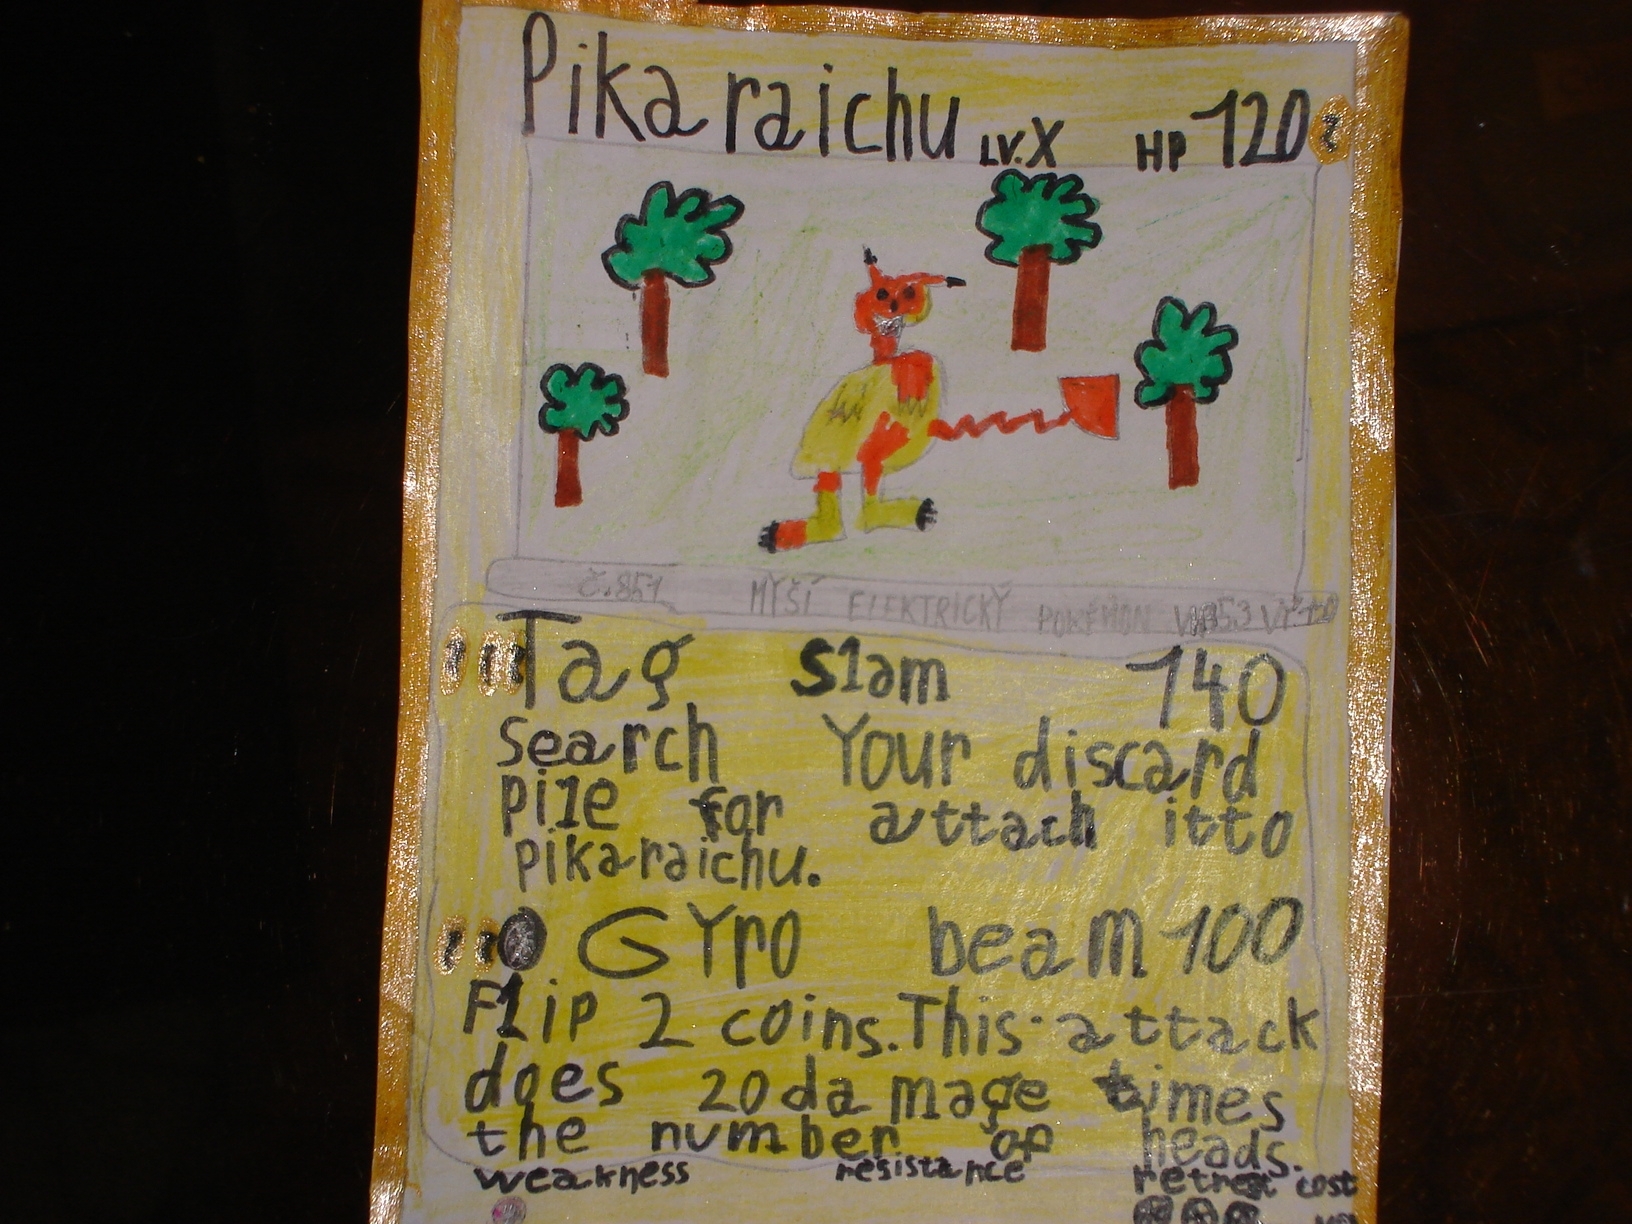 Pikaraichu LV.X HP 120
č.851 MYŠÍ ELEKTRICKÝ POKÉMON
Tag slam 140
search Your discard
pile for attach itto
pikaraichu.
GYro beam 100
Flip 2 coins. This attack
does 20 damage times
the number of heads.
weakness resistance retreat cost